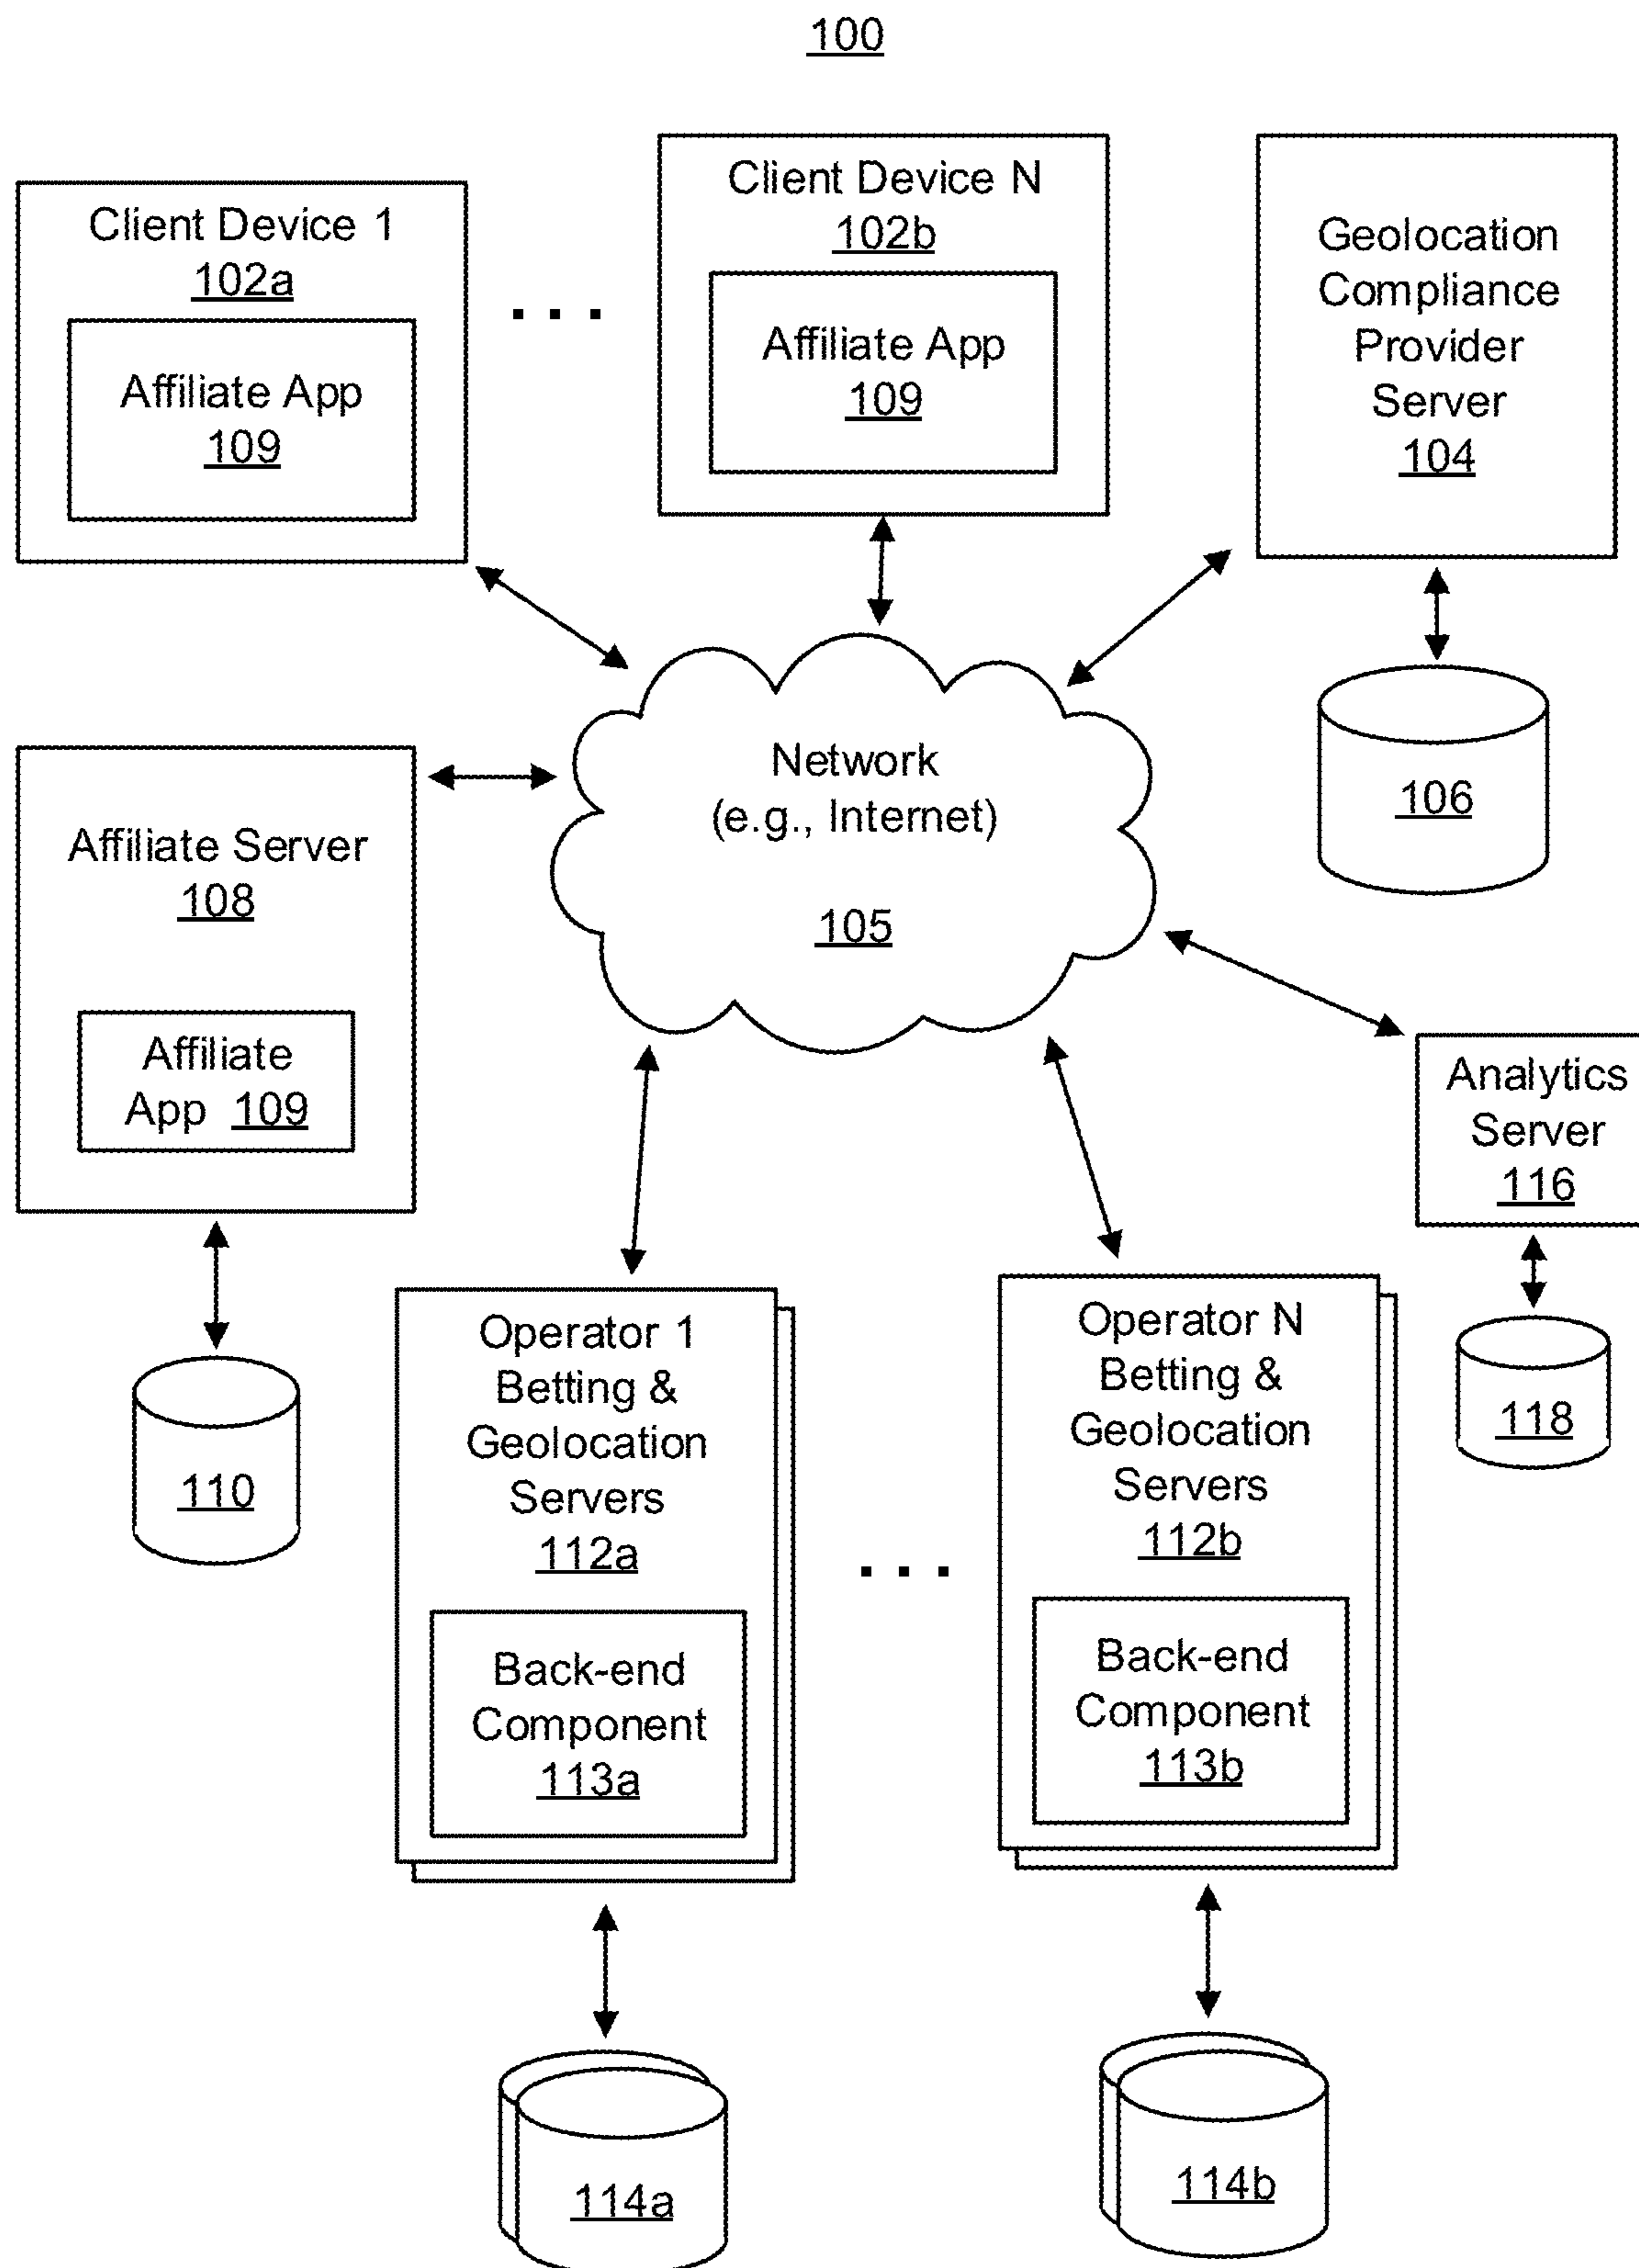 100
Client Device 1
102a
Affiliate App
109
. . .
Client Device N
102b
Affiliate App
109
Geolocation
Compliance
Provider
Server
104
106
Network
(e.g., Internet)
105
Affiliate Server
108
Affiliate
App 109
110
Analytics
Server
116
118
Operator 1
Betting &
Geolocation
Servers
112a
Back-end
Component
113a
114a
. . .
Operator N
Betting &
Geolocation
Servers
112b
Back-end
Component
113b
114b